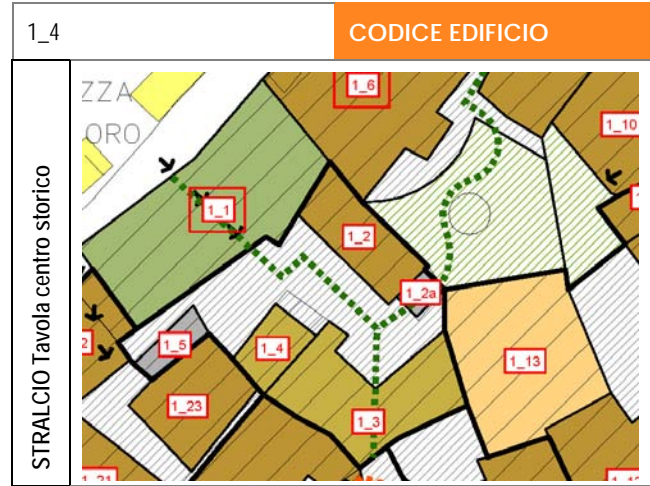 1_4
CODICE EDIFICIO
STRALCIO Tavola centro storico
ZZA
ORO
1_6
1_10
1_1
1_2
1_2a
1_5
1_4
1_13
1_23
1_3